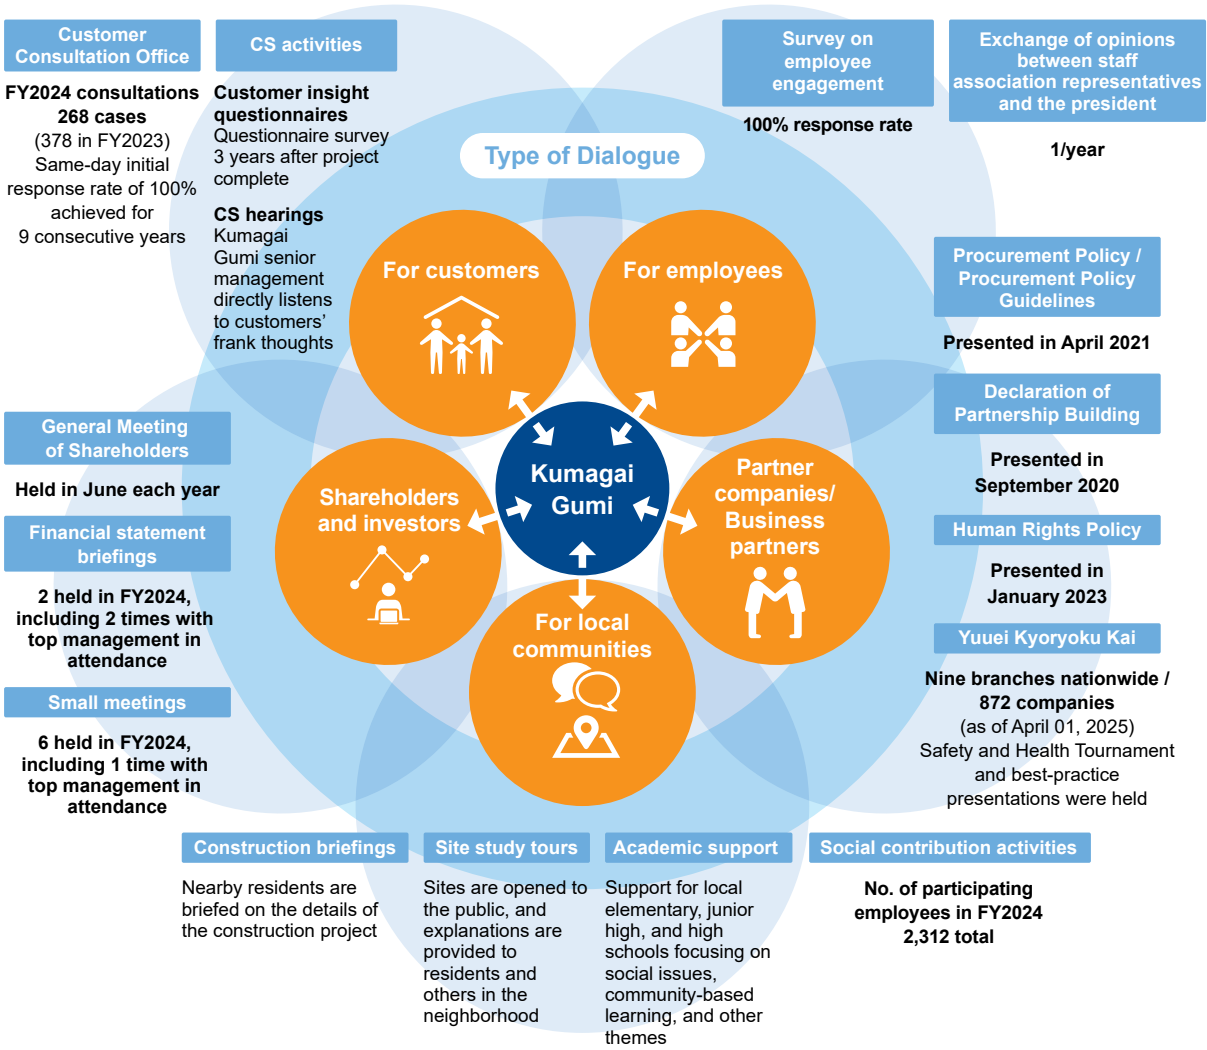 Customer
Consultation Office
FY2024 consultations
268 cases
(378 in FY2023)
Same-day initial
response rate of 100%
achieved for
9 consecutive years
CS activities
Customer insight
questionnaires
Questionnaire survey
3 years after project
complete
CS hearings
Kumagai
Gumi senior
management
directly listens
to customers’
frank thoughts
Type of Dialogue
Survey on
employee
engagement
100% response rate
Exchange of opinions
between staff
association representatives
and the president
1/year
For customers
For employees
Procurement Policy /
Procurement Policy
Guidelines
Presented in April 2021
Declaration of
Partnership Building
Presented in
September 2020
Human Rights Policy
Presented in
January 2023
Yuuei Kyoryoku Kai
Nine branches nationwide /
872 companies
(as of April 01, 2025)
Safety and Health Tournament
and best-practice
presentations were held
General Meeting
of Shareholders
Held in June each year
Financial statement
briefings
2 held in FY2024,
including 2 times with
top management in
attendance
Small meetings
6 held in FY2024,
including 1 time with
top management in
attendance
Shareholders
and investors
Kumagai
Gumi
Partner
companies/
Business
partners
For local
communities
Construction briefings
Nearby residents are
briefed on the details of
the construction project
Site study tours
Sites are opened to
the public, and
explanations are
provided to
residents and
others in the
neighborhood
Academic support
Support for local
elementary, junior
high, and high
schools focusing on
social issues,
community-based
learning, and other
themes
Social contribution activities
No. of participating
employees in FY2024
2,312 total